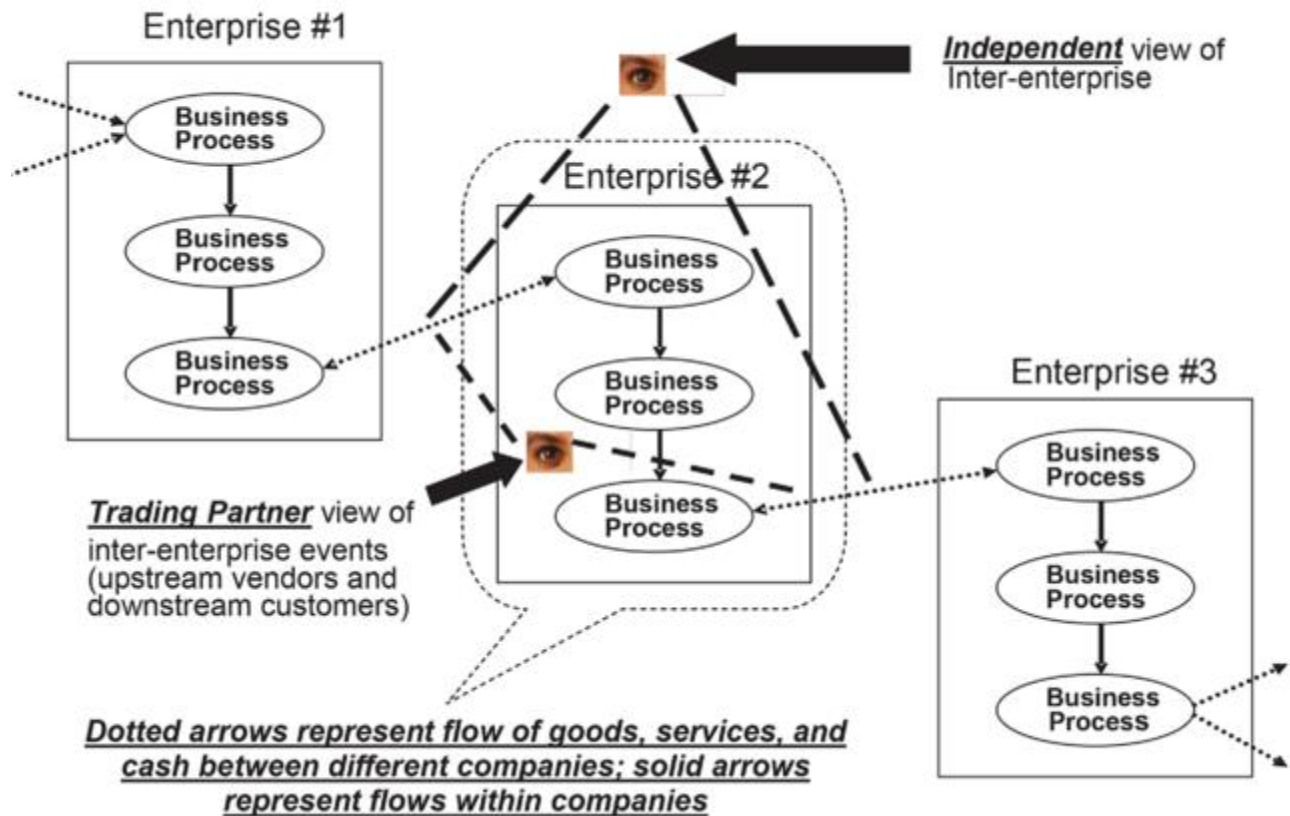 Enterprise #1
Business
Process
Business
Process
Business
Process
Independent view of
Inter-enterprise
Enterprise #2
Business
Process
Business
Process
Business
Process
Trading Partner view of
inter-enterprise events
(upstream vendors and
downstream customers)
Enterprise #3
Business
Process
Business
Process
Business
Process
Dotted arrows represent flow of goods, services, and
cash between different companies; solid arrows
represent flows within companies